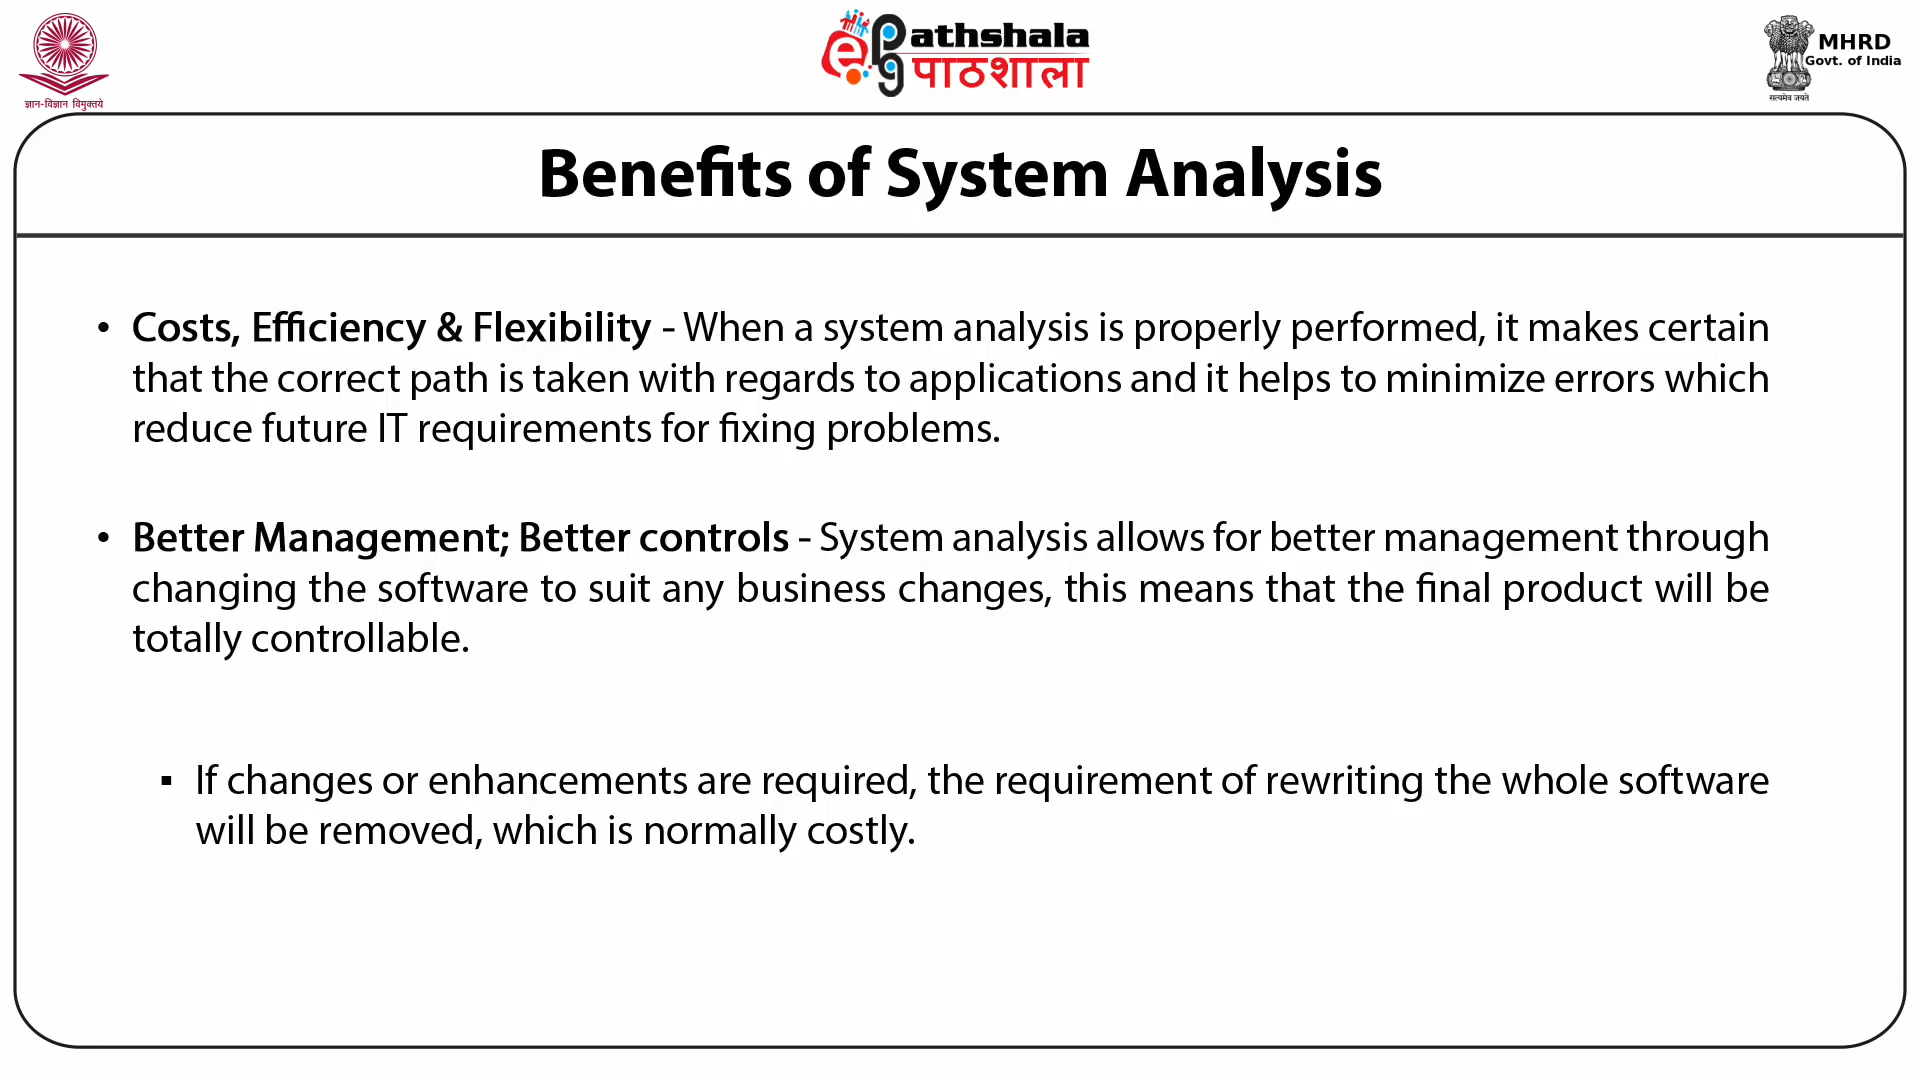 ज्ञान-विज्ञान विमुक्तये
ePG Pathshala
पाठशाला
MHRD
Govt. of India
सत्यमेव जयते
Benefits of System Analysis
• Costs, Efficiency & Flexibility - When a system analysis is properly performed, it makes certain
that the correct path is taken with regards to applications and it helps to minimize errors which
reduce future IT requirements for fixing problems.
• Better Management; Better controls - System analysis allows for better management through
changing the software to suit any business changes, this means that the final product will be
totally controllable.
▪ If changes or enhancements are required, the requirement of rewriting the whole software
will be removed, which is normally costly.